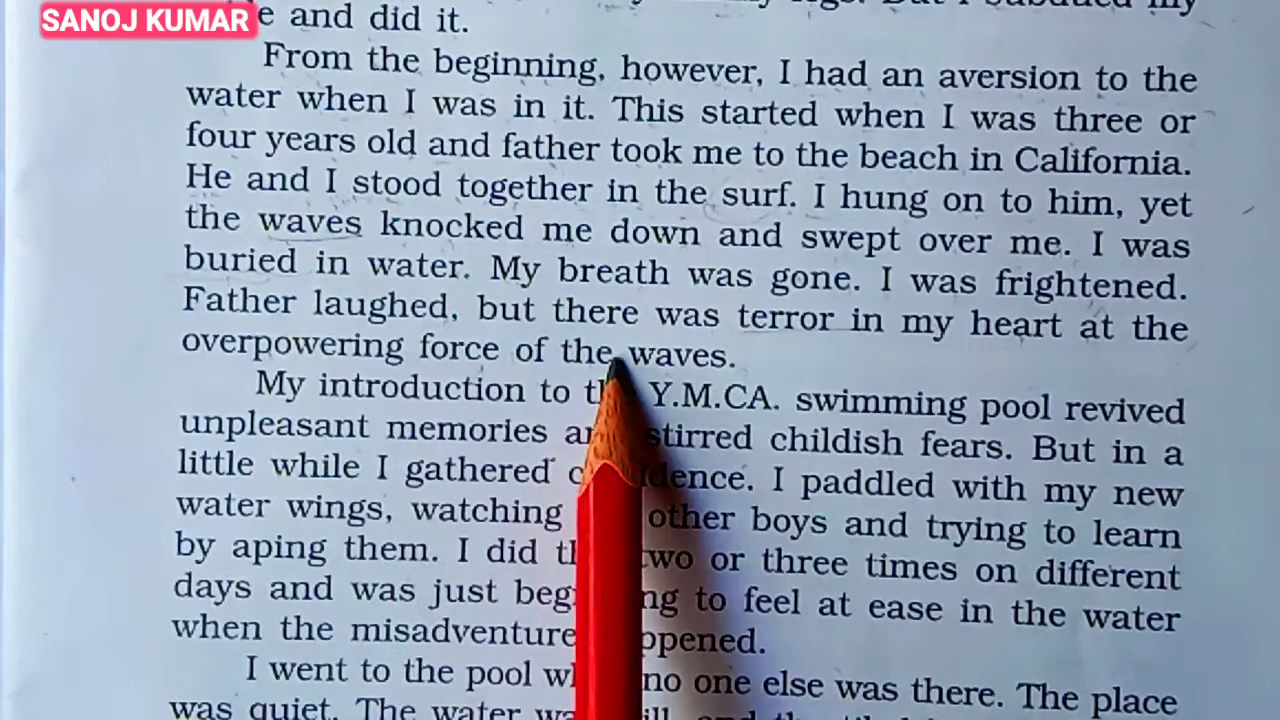 SANOJ KUMAR
e and did it.
From the beginning, however, I had an aversion to the
water when I was in it. This started when I was three or
four years old and father took me to the beach in California.
He and I stood together in the surf. I hung on to him, yet
the waves knocked me down and swept over me. I was
buried in water. My breath was gone. I was frightened.
Father laughed, but there was terror in my heart at the
overpowering force of the waves.
My introduction to Y.M.CA. swimming pool revived
unpleasant memories stirred childish fears. But in a
little while I gathered I paddled with my new
water wings, watching other boys and trying to learn
by aping them. I did two or three times on different
days and was just to feel at ease in the water
when the misadventure
I went to the pool no one else was there. The place
was quiet. The water